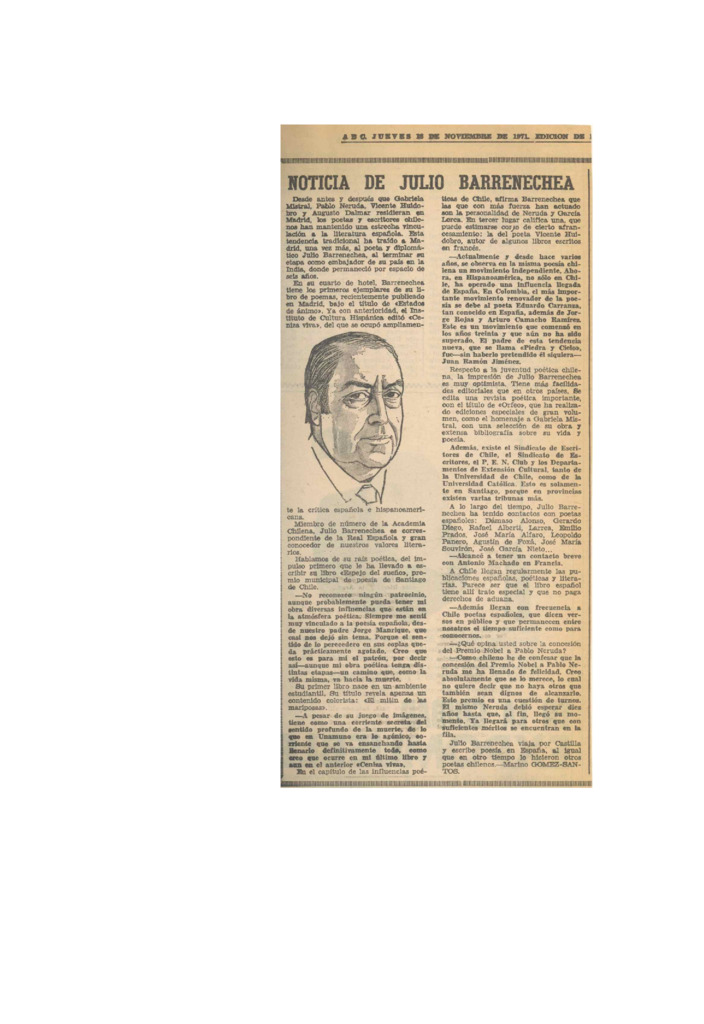 A B C. JUEVES 25 DE NOVIEMBRE DE 1971. EDICION DE
NOTICIA DE JULIO BARRENECHEA
Desde antes y después que Gabriela
Mistral, Pablo Neruda, Vicente Huido-
bro y Augusto Dalmar residieran en
Madrid, los poetas y escritores chile-
nos han mantenido una estrecha vincu-
lación a la literatura española. Esta
tendencia tradicional ha traído a Ma-
drid, una vez más, al poeta y diplomá-
tico Julio Barrenechea, al terminar su
etapa como embajador de su país en la
India, donde permaneció por espacio de
seis años.
En su cuarto de hotel, Barrenechea
tiene los primeros ejemplares de su li-
bro de poemas, recientemente publicado
en Madrid, bajo el título de «Estados
de ánimo». Ya con anterioridad, el Ins-
tituto de Cultura Hispánica editó «Ce-
niza viva», del que se ocupó ampliamen-
te la crítica española e hispanoameri-
cana.
Miembro de número de la Academia
Chilena, Julio Barrenechea es corres-
pondiente de la Real Española y gran
conocedor de nuestros valores litera-
rios.
Hablamos de su raíz poética, del im-
pulso primero que le ha llevado a es-
cribir su libro «Espejo del sueño», pre-
mio municipal de poesía de Santiago
de Chile.
—No reconozco ningún patrocinio,
aunque probablemente pueda tener mi
obra diversas influencias que están en
la atmósfera poética. Siempre me sentí
muy vinculado a la poesía española, des-
de nuestro padre Jorge Manrique, que
casi nos dejó sin tema. Porque el sen-
tido de lo perecedero en sus coplas que-
da prácticamente agotado. Creo que
esto es para mí el patrón, por decir
así—aunque mi obra poética tenga dis-
tintas etapas—un camino que, como la
vida misma, va hacia la muerte.
Su primer libro nace en un ambiente
estudiantil. Su título revela apenas un
contenido colorista: «El mitin de las
mariposas».
—A pesar de su juego de imágenes,
tiene como una corriente secreta del
sentido profundo de la muerte, de lo
que en Unamuno era lo agónico, co-
rriente que se va ensanchando hasta
llenarlo definitivamente todo, como
creo que ocurre en mi último libro y
aun en el anterior «Ceniza viva».
En el capítulo de las influencias poé-
ticas de Chile, afirma Barrenechea que
las que con más fuerza han actuado
son la personalidad de Neruda y García
Lorca. En tercer lugar califica una, que
puede estimarse como de cierto afran-
cesamiento: la del poeta Vicente Hui-
dobro, autor de algunos libros escritos
en francés.
—Actualmente y desde hace varios
años, se observa en la misma poesía chi-
lena un movimiento independiente. Aho-
ra, en Hispanoamérica, no sólo en Chi-
le, ha operado una influencia llegada
de España. En Colombia, el más impor-
tante movimiento renovador de la poe-
sía se debe al poeta Eduardo Carranza,
tan conocido en España, además de Jor-
ge Rojas y Arturo Camacho Ramírez.
Este es un movimiento que comenzó en
los años treinta y que aún no ha sido
superado. El padre de esta tendencia
nueva, que se llama «Piedra y Cielo»,
fue—sin haberlo pretendido él siquiera—
Juan Ramón Jiménez.
Respecto a la juventud poética chile-
na, la impresión de Julio Barrenechea
es muy optimista. Tiene más facilida-
des editoriales que en otros países. Se
edita una revista poética importante,
con el título de «Orfeo», que ha realiza-
do ediciones especiales de gran volu-
men, como el homenaje a Gabriela Mis-
tral, con una selección de su obra y
extensa bibliografía sobre su vida y
poesía.
Además, existe el Sindicato de Escri-
tores de Chile, el Sindicato de Es-
critores, el P. E. N. Club y los Departa-
mentos de Extensión Cultural, tanto de
la Universidad de Chile, como de la
Universidad Católica. Esto es solamen-
te en Santiago, porque en provincias
existen varias tribunas más.
A lo largo del tiempo, Julio Barre-
nechea ha tenido contactos con poetas
españoles: Dámaso Alonso, Gerardo
Diego, Rafael Alberti, Larrea, Emilio
Prados, José María Alfaro, Leopoldo
Panero, Agustín de Foxá, José María
Souvirón, José García Nieto...
—Alcancé a tener un contacto breve
con Antonio Machado en Francia.
A Chile llegan regularmente las pu-
blicaciones españolas, poéticas y litera-
rias. Parece ser que el libro español
tiene allí trato especial y que no paga
derechos de aduana.
—Además llegan con frecuencia a
Chile poetas españoles, que dicen ver-
sos en público y que permanecen entre
nosotros el tiempo suficiente como para
conocernos.
—¿Qué opina usted sobre la concesión
del Premio Nobel a Pablo Neruda?
—Como chileno he de confesar que la
concesión del Premio Nobel a Pablo Ne-
ruda me ha llenado de felicidad. Creo
absolutamente que se lo merece, lo cual
no quiere decir que no haya otros que
también sean dignos de alcanzarlo.
Este premio es una cuestión de turnos.
El mismo Neruda debió esperar diez
años hasta que, al fin, llegó su mo-
mento. Ya llegará para otros que con
suficientes méritos se encuentran en la
fila.
Julio Barrenechea viaja por Castilla
y escribe poesía en España, al igual
que en otro tiempo lo hicieron otros
poetas chilenos.—Marino GOMEZ-SAN-
TOS.